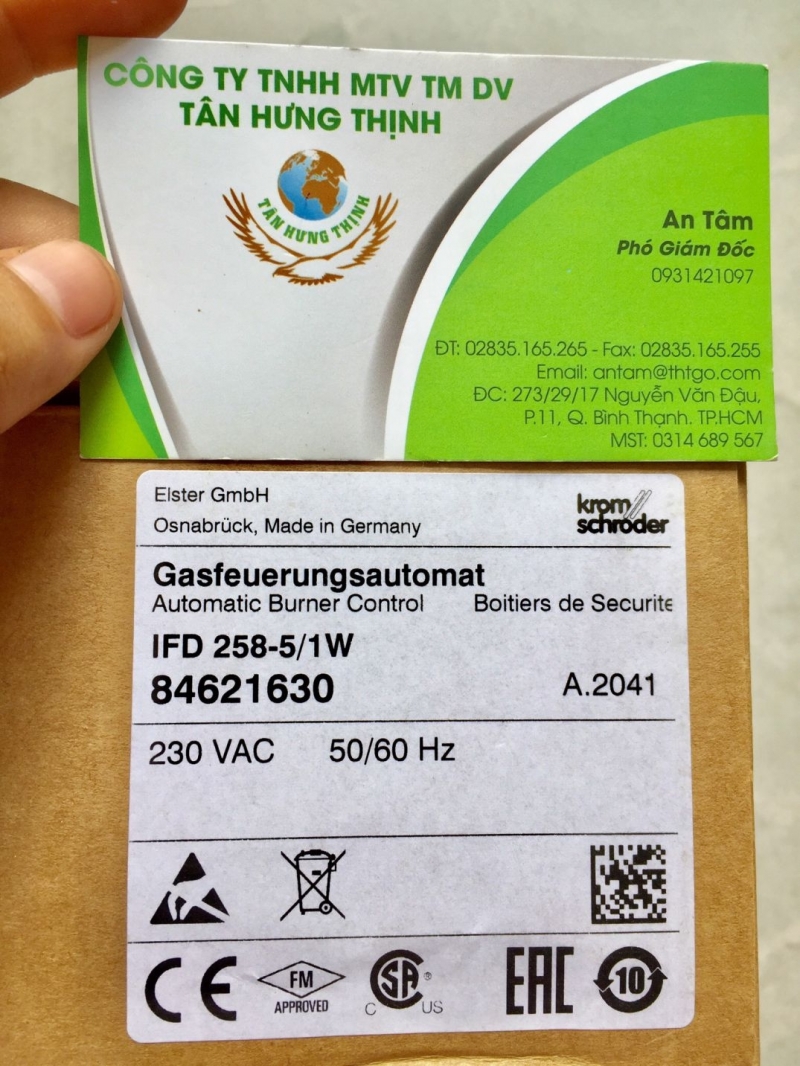 CÔNG TY TNHH MTV TM DV
TÂN HƯNG THỊNH
TÂN HƯNG THỊNH
An Tâm
Phó Giám Đốc
0931421097
ĐT: 02835.165.265 - Fax: 02835.165.255
Email: antam@thtgo.com
ĐC: 273/29/17 Nguyễn Văn Đậu,
P.11, Q. Bình Thạnh. TP.HCM
MST: 0314 689 567
Elster GmbH
Osnabrück, Made in Germany
krom
schröder
Gasfeuerungsautomat
Automatic Burner Control Boitiers de Securite
IFD 258-5/1W
84621630 A.2041
230 VAC 50/60 Hz
CE
FM
APPROVED
C SA ® US
EAC
10